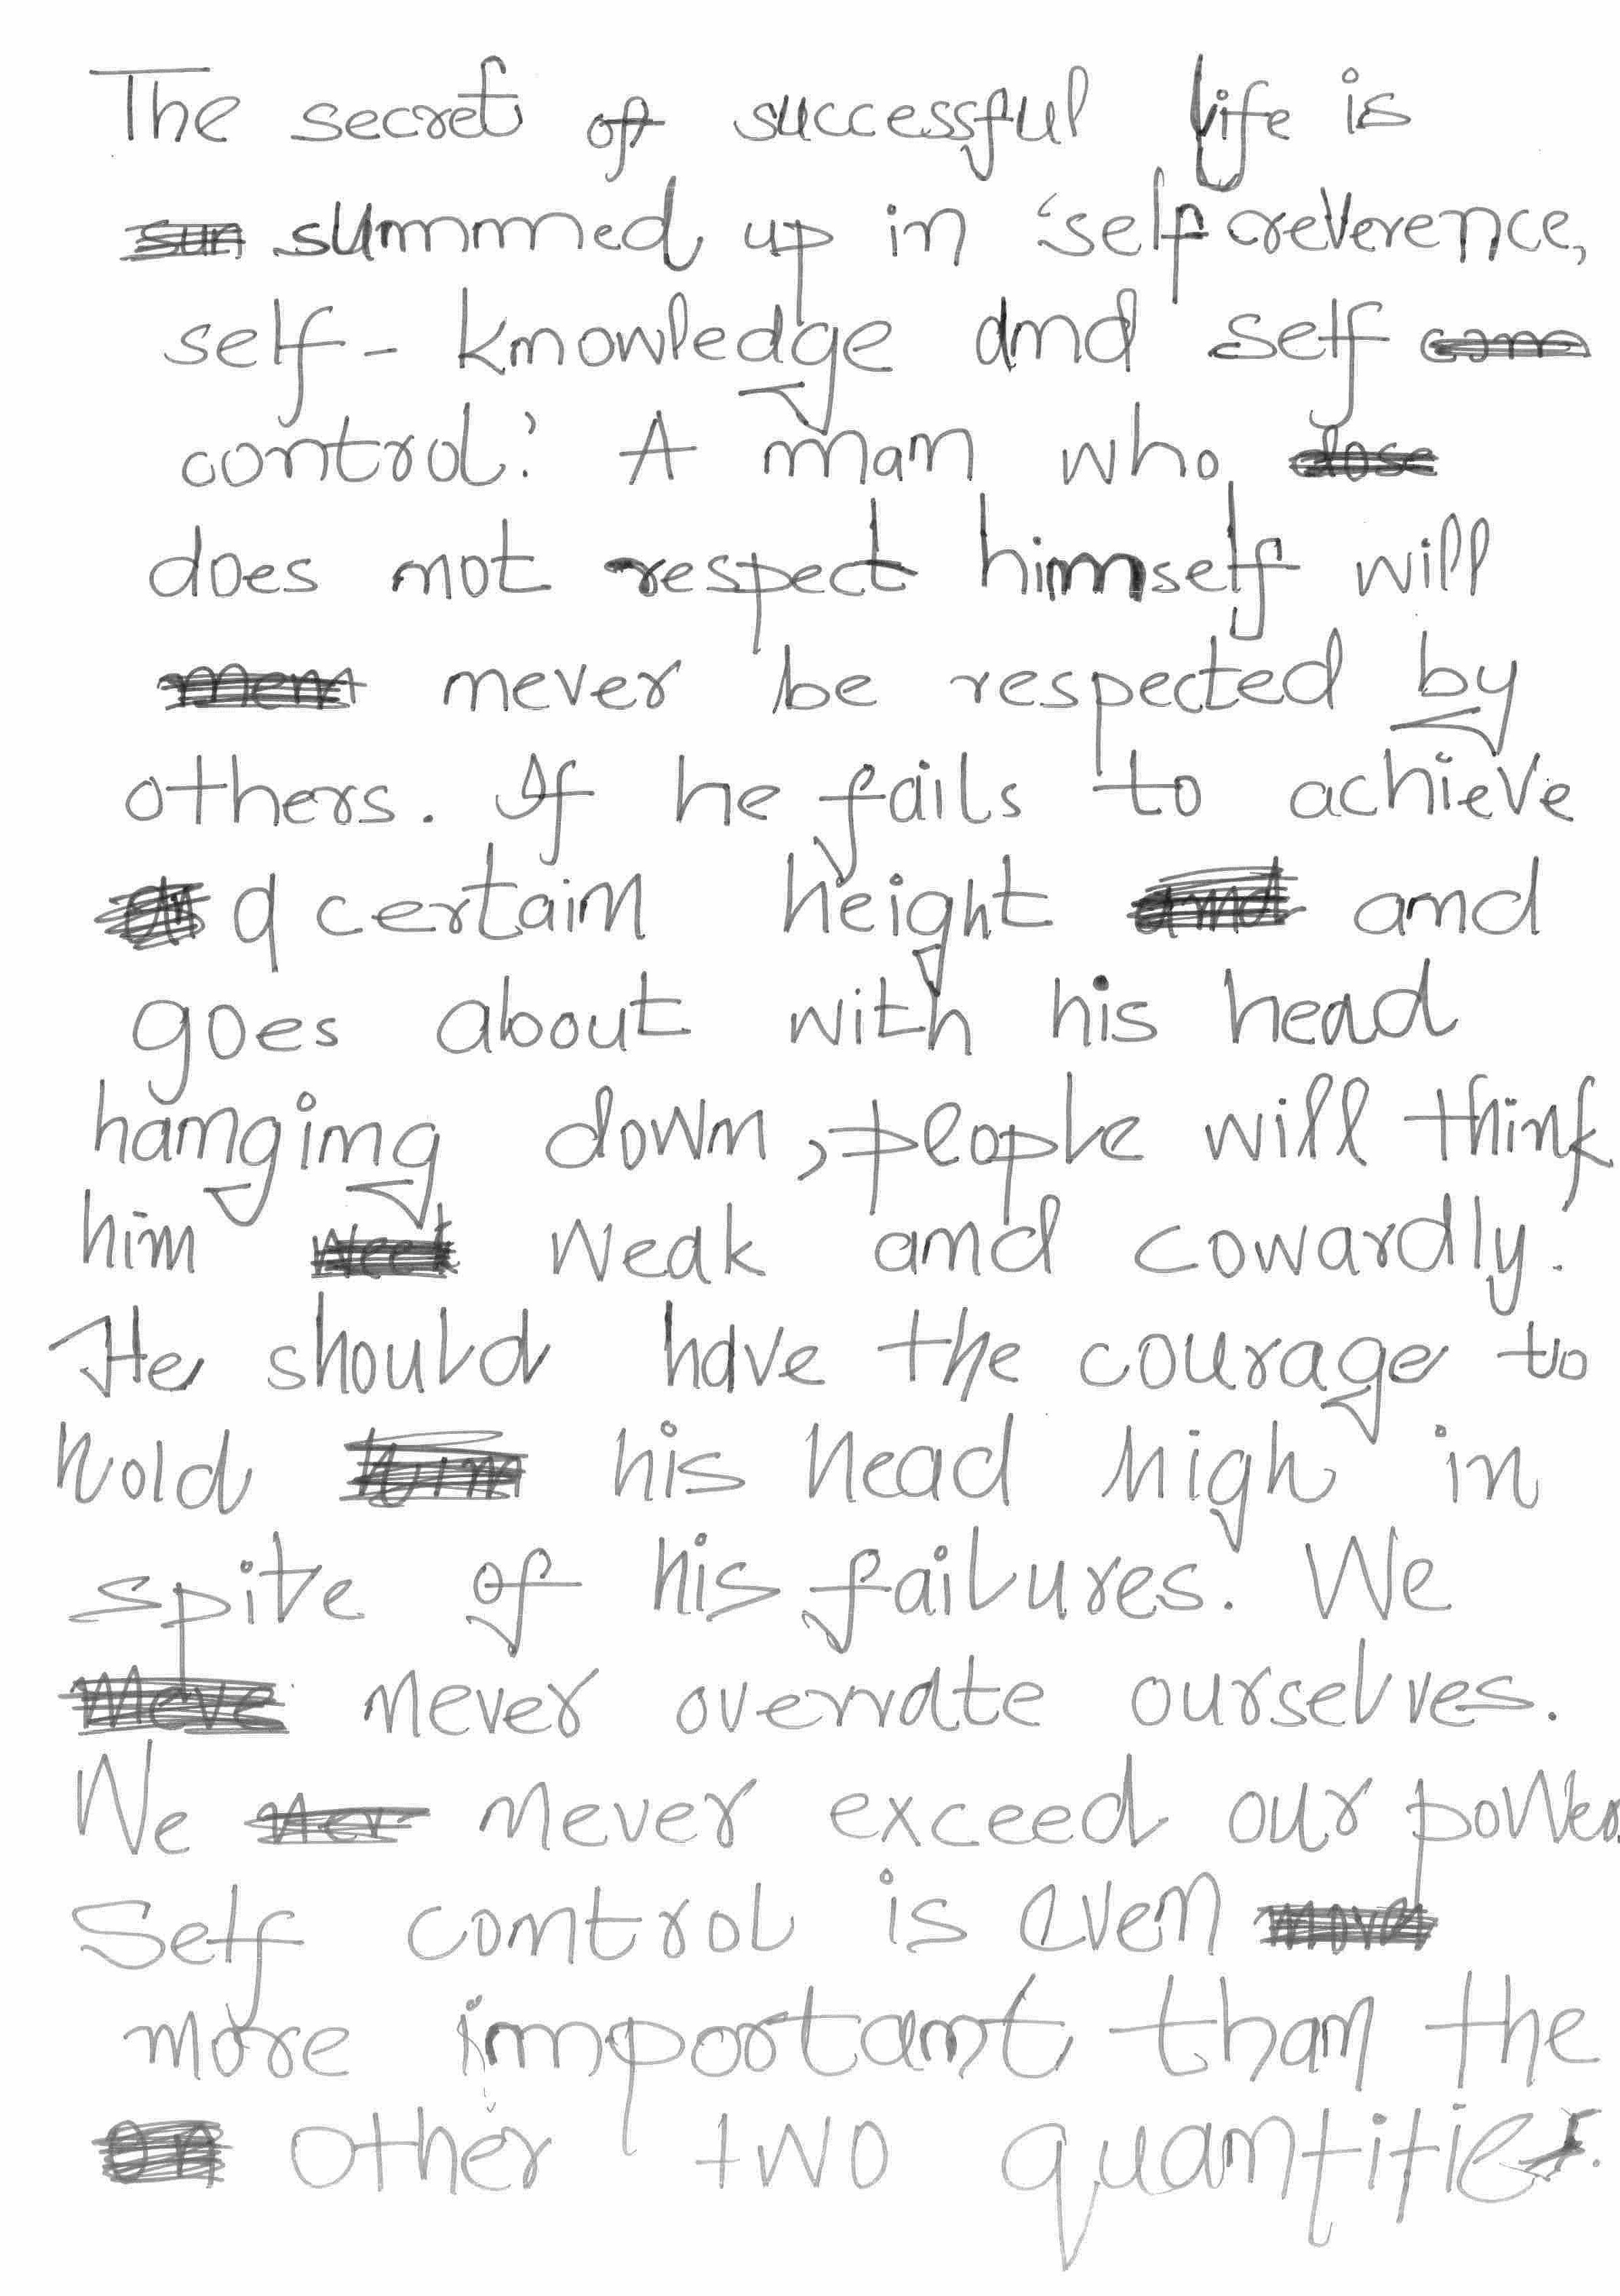 The secret of successful life is
summed up in 'self reverence,
self-knowledge and self
control.' A man who
does not respect himself will
never be respected by
others. If he fails to achieve
a certain height and
goes about with his head
hanging down, people will think
him weak and cowardly.
He should have the courage to
hold his head high in
spite of his failures. We
never overrate ourselves.
We never exceed our power.
Self control is even
more important than the
other two quantities.